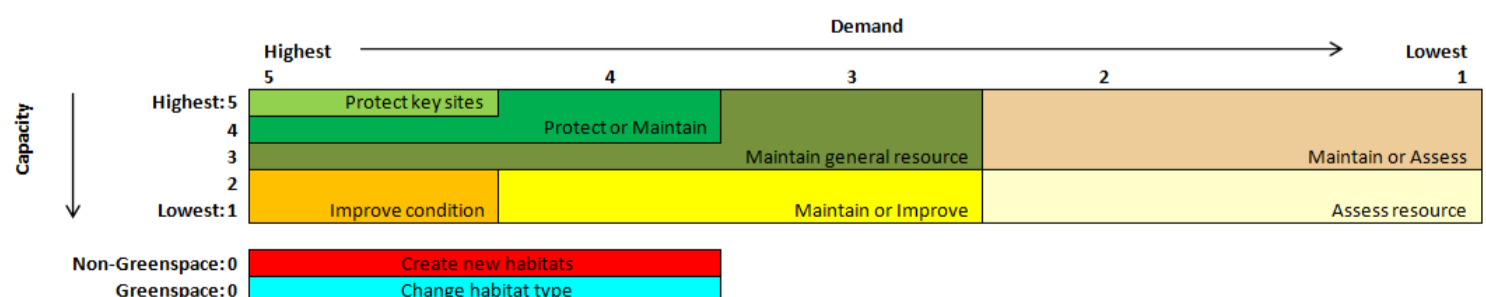 Demand
Highest
Lowest
5 4 3 2 1
Capacity
Highest: 5
Protect key sites
4
Protect or Maintain
3
Maintain general resource
Maintain or Assess
2
Lowest: 1
Improve condition
Maintain or Improve
Assess resource
Non-Greenspace: 0
Create new habitats
Greenspace: 0
Change habitat type